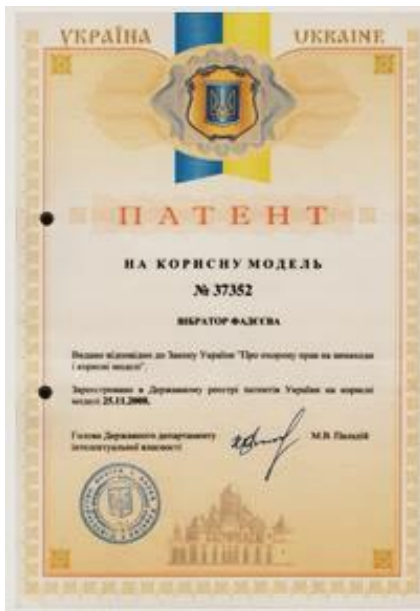 УКРАЇНА UKRAINE
ПАТЕНТ
НА КОРИСНУ МОДЕЛЬ
№ 37352
ВІБРАТОР ФАДЄЄВА
Видано відповідно до Закону України "Про охорону прав на винаходи
і корисні моделі".
Зареєстровано в Державному реєстрі патентів України на корисні
моделі 25.11.2008.
Голова Державного департаменту
інтелектуальної власності
М.В. Паладій